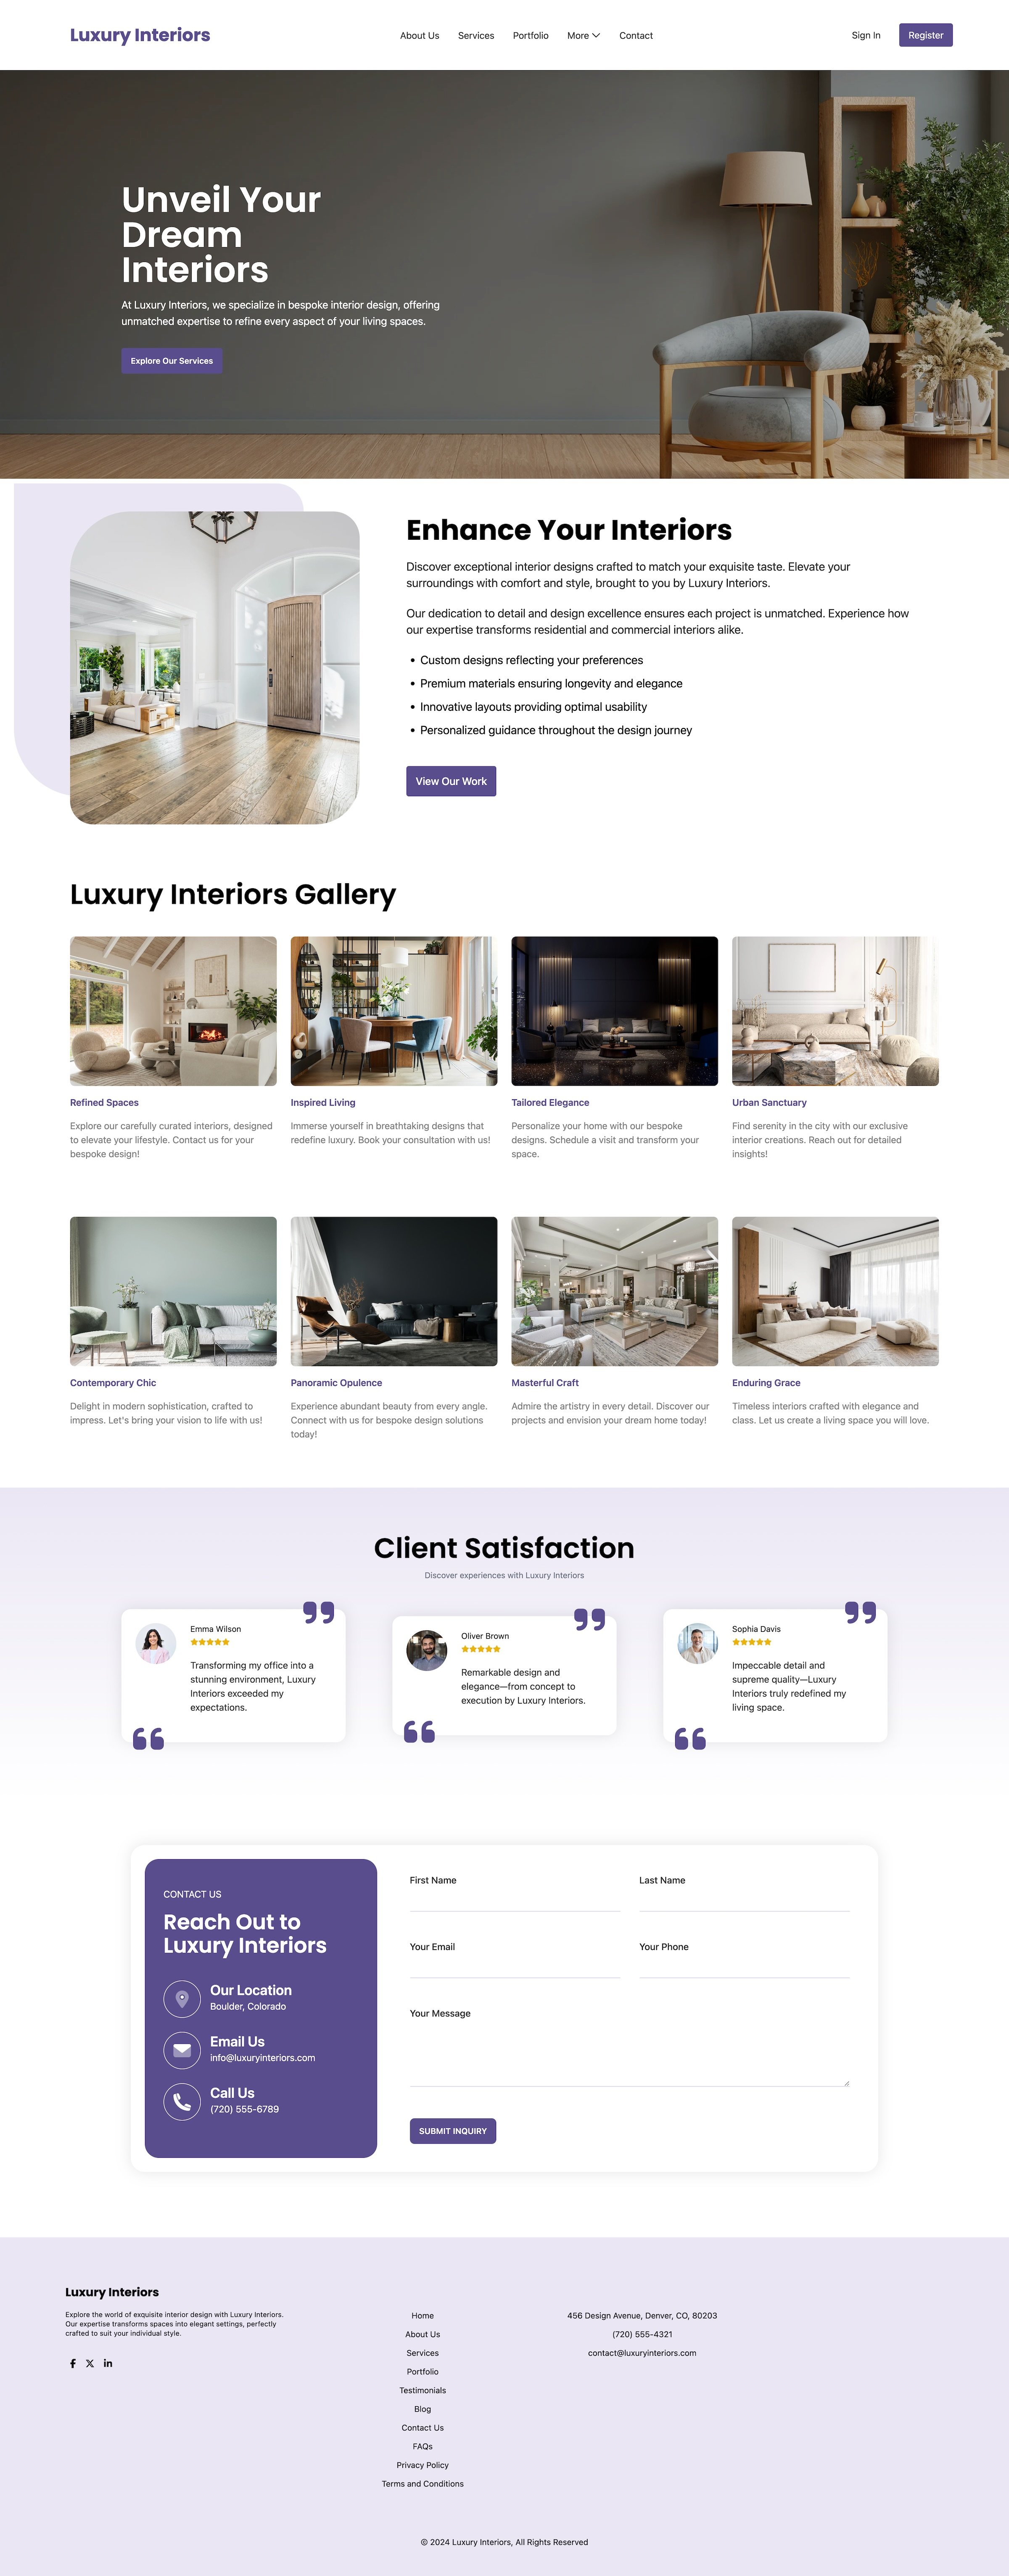 Luxury Interiors
About Us
Services
Portfolio
More
Contact
Sign In
Register
Unveil Your
Dream
Interiors
At Luxury Interiors, we specialize in bespoke interior design, offering
unmatched expertise to refine every aspect of your living spaces.
Explore Our Services
Enhance Your Interiors
Discover exceptional interior designs crafted to match your exquisite taste. Elevate your
surroundings with comfort and style, brought to you by Luxury Interiors.
Our dedication to detail and design excellence ensures each project is unmatched. Experience how
our expertise transforms residential and commercial interiors alike.
• Custom designs reflecting your preferences
• Premium materials ensuring longevity and elegance
• Innovative layouts providing optimal usability
• Personalized guidance throughout the design journey
View Our Work
Luxury Interiors Gallery
Refined Spaces
Explore our carefully curated interiors, designed
to elevate your lifestyle. Contact us for your
bespoke design!
Inspired Living
Immerse yourself in breathtaking designs that
redefine luxury. Book your consultation with us!
Tailored Elegance
Personalize your home with our bespoke
designs. Schedule a visit and transform your
space.
Urban Sanctuary
Find serenity in the city with our exclusive
interior creations. Reach out for detailed
insights!
Contemporary Chic
Delight in modern sophistication, crafted to
impress. Let's bring your vision to life with us!
Panoramic Opulence
Experience abundant beauty from every angle.
Connect with us for bespoke design solutions
today!
Masterful Craft
Admire the artistry in every detail. Discover our
projects and envision your dream home today!
Enduring Grace
Timeless interiors crafted with elegance and
class. Let us create a living space you will love.
Client Satisfaction
Discover experiences with Luxury Interiors
Emma Wilson
Transforming my office into a
stunning environment, Luxury
Interiors exceeded my
expectations.
Oliver Brown
Remarkable design and
elegance—from concept to
execution by Luxury Interiors.
Sophia Davis
Impeccable detail and
supreme quality—Luxury
Interiors truly redefined my
living space.
CONTACT US
Reach Out to
Luxury Interiors
Our Location
Boulder, Colorado
Email Us
info@luxuryinteriors.com
Call Us
(720) 555-6789
First Name
Last Name
Your Email
Your Phone
Your Message
SUBMIT INQUIRY
Luxury Interiors
Explore the world of exquisite interior design with Luxury Interiors.
Our expertise transforms spaces into elegant settings, perfectly
crafted to suit your individual style.
Home
About Us
Services
Portfolio
Testimonials
Blog
Contact Us
FAQs
Privacy Policy
Terms and Conditions
456 Design Avenue, Denver, CO, 80203
(720) 555-4321
contact@luxuryinteriors.com
© 2024 Luxury Interiors, All Rights Reserved